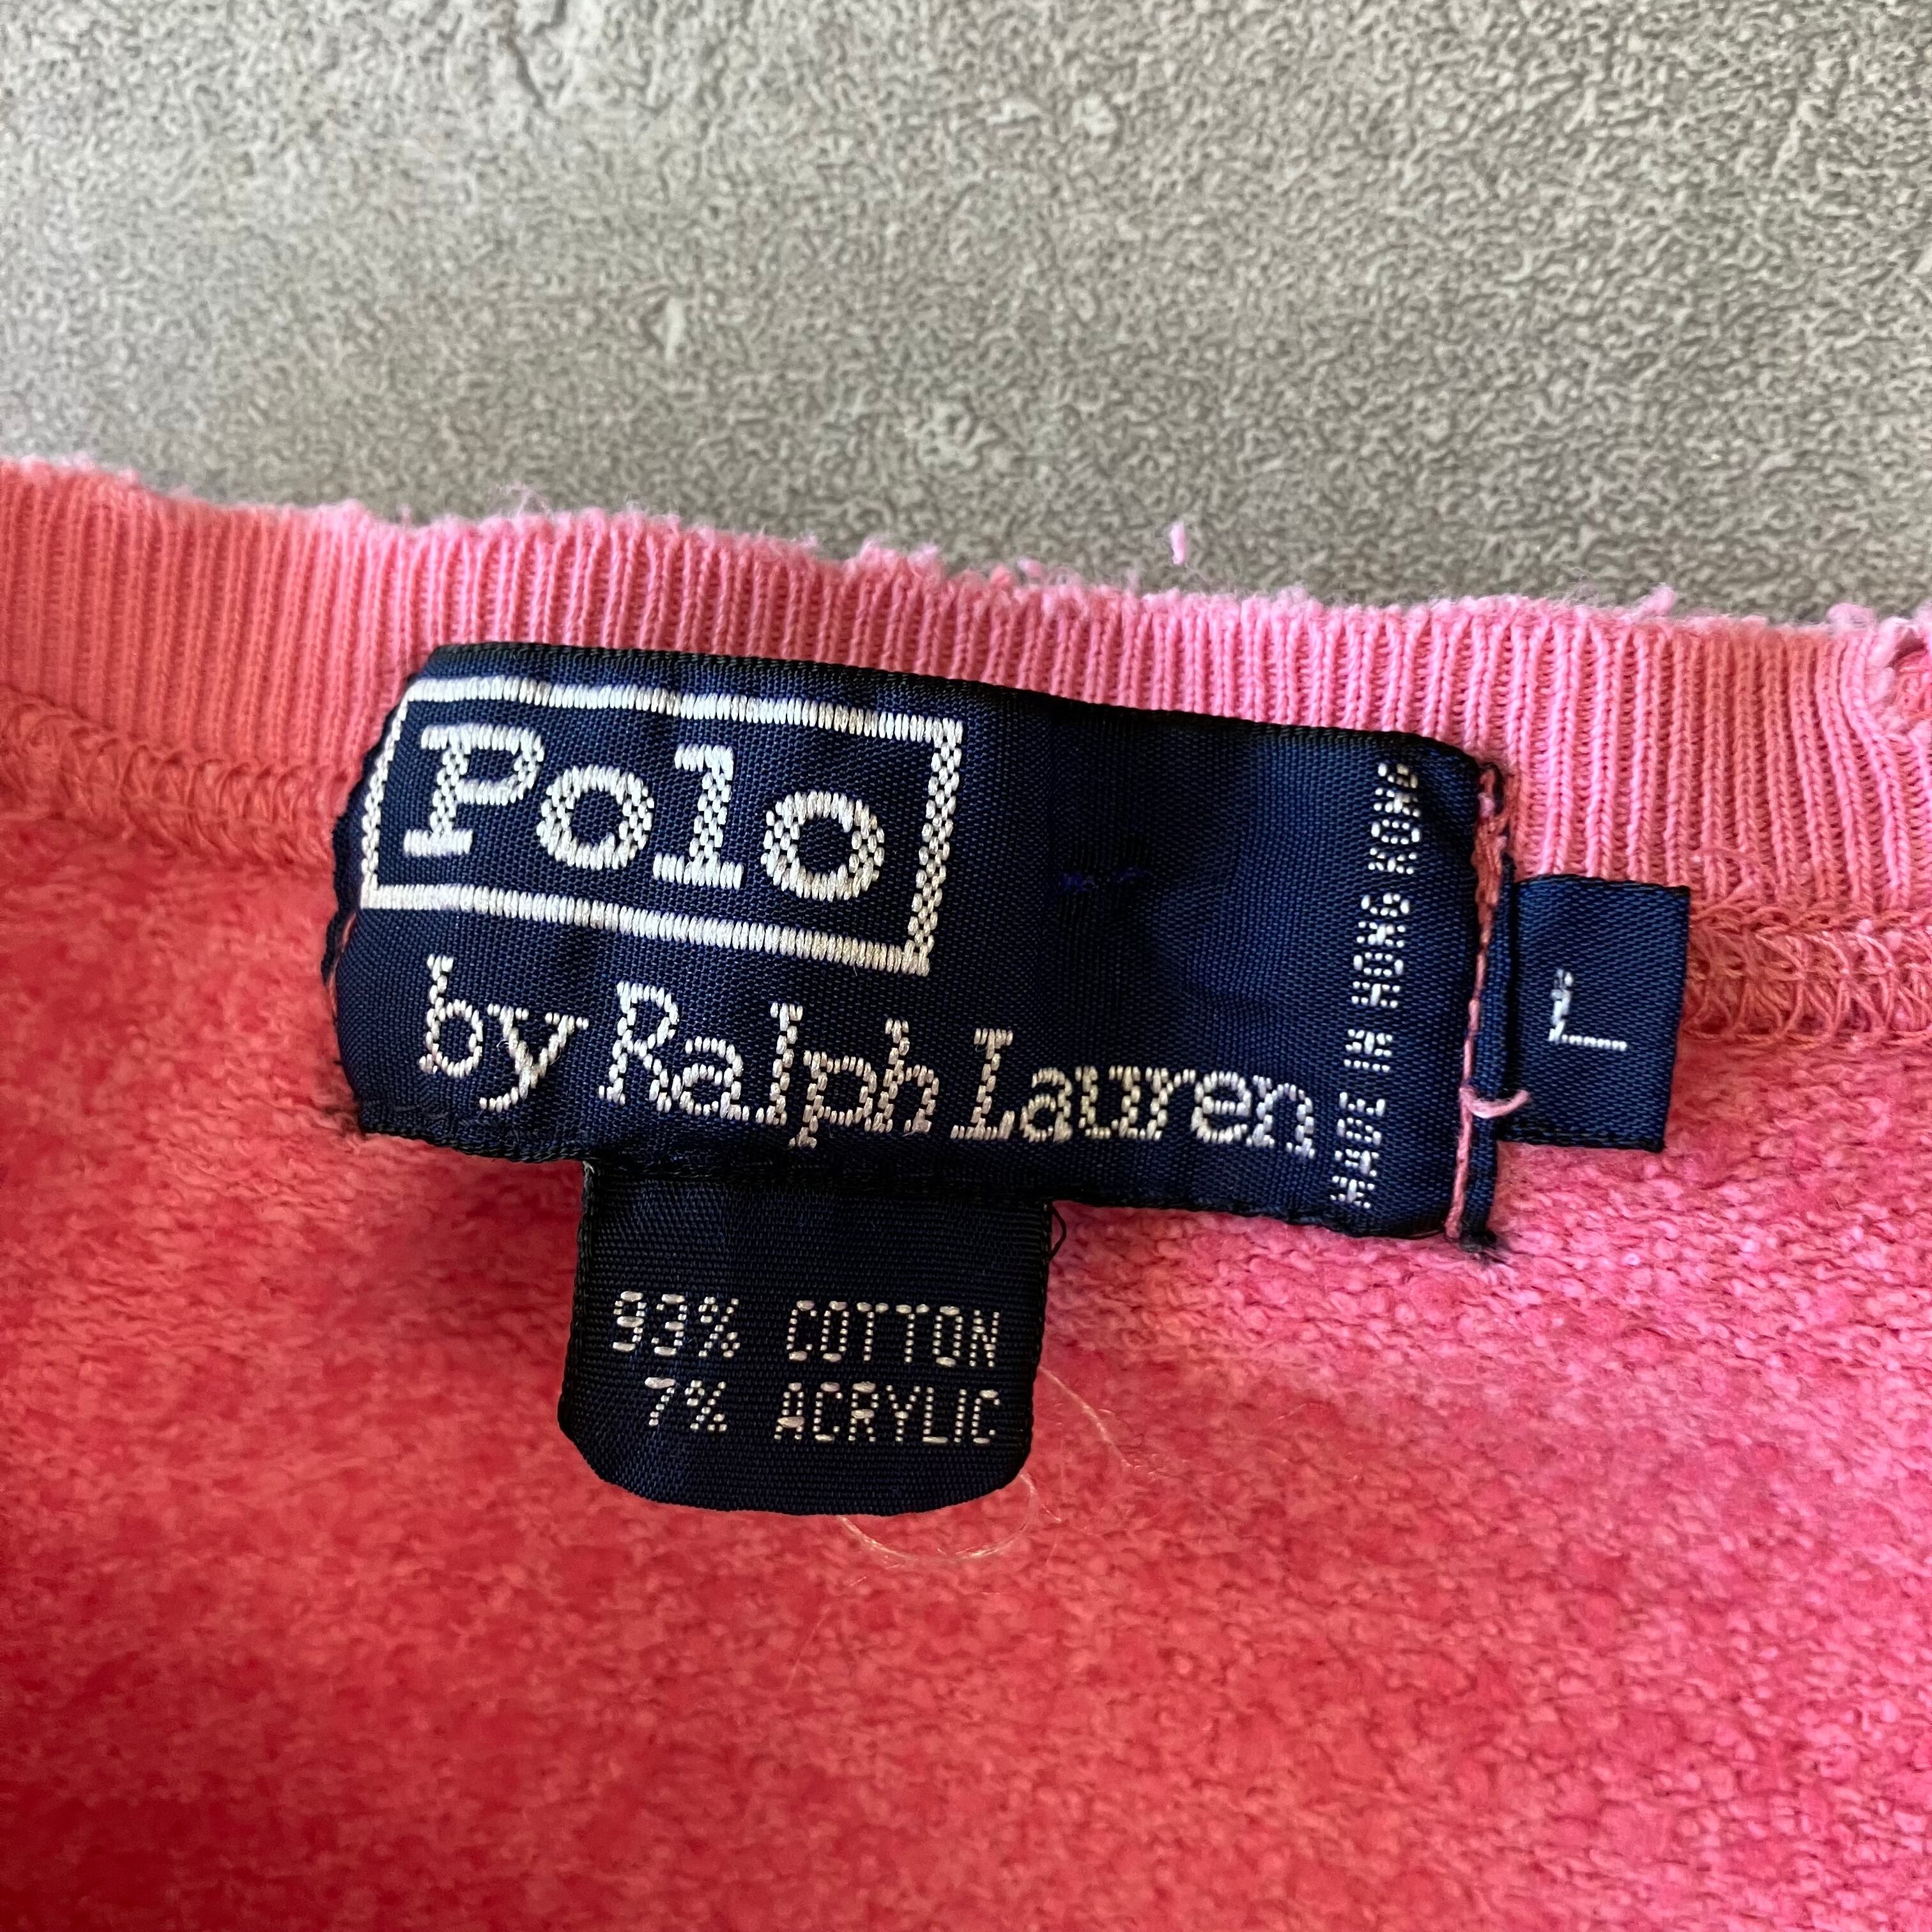 Polo
by Ralph Lauren
MADE IN HONG KONG
L
93% COTTON
7% ACRYLIC